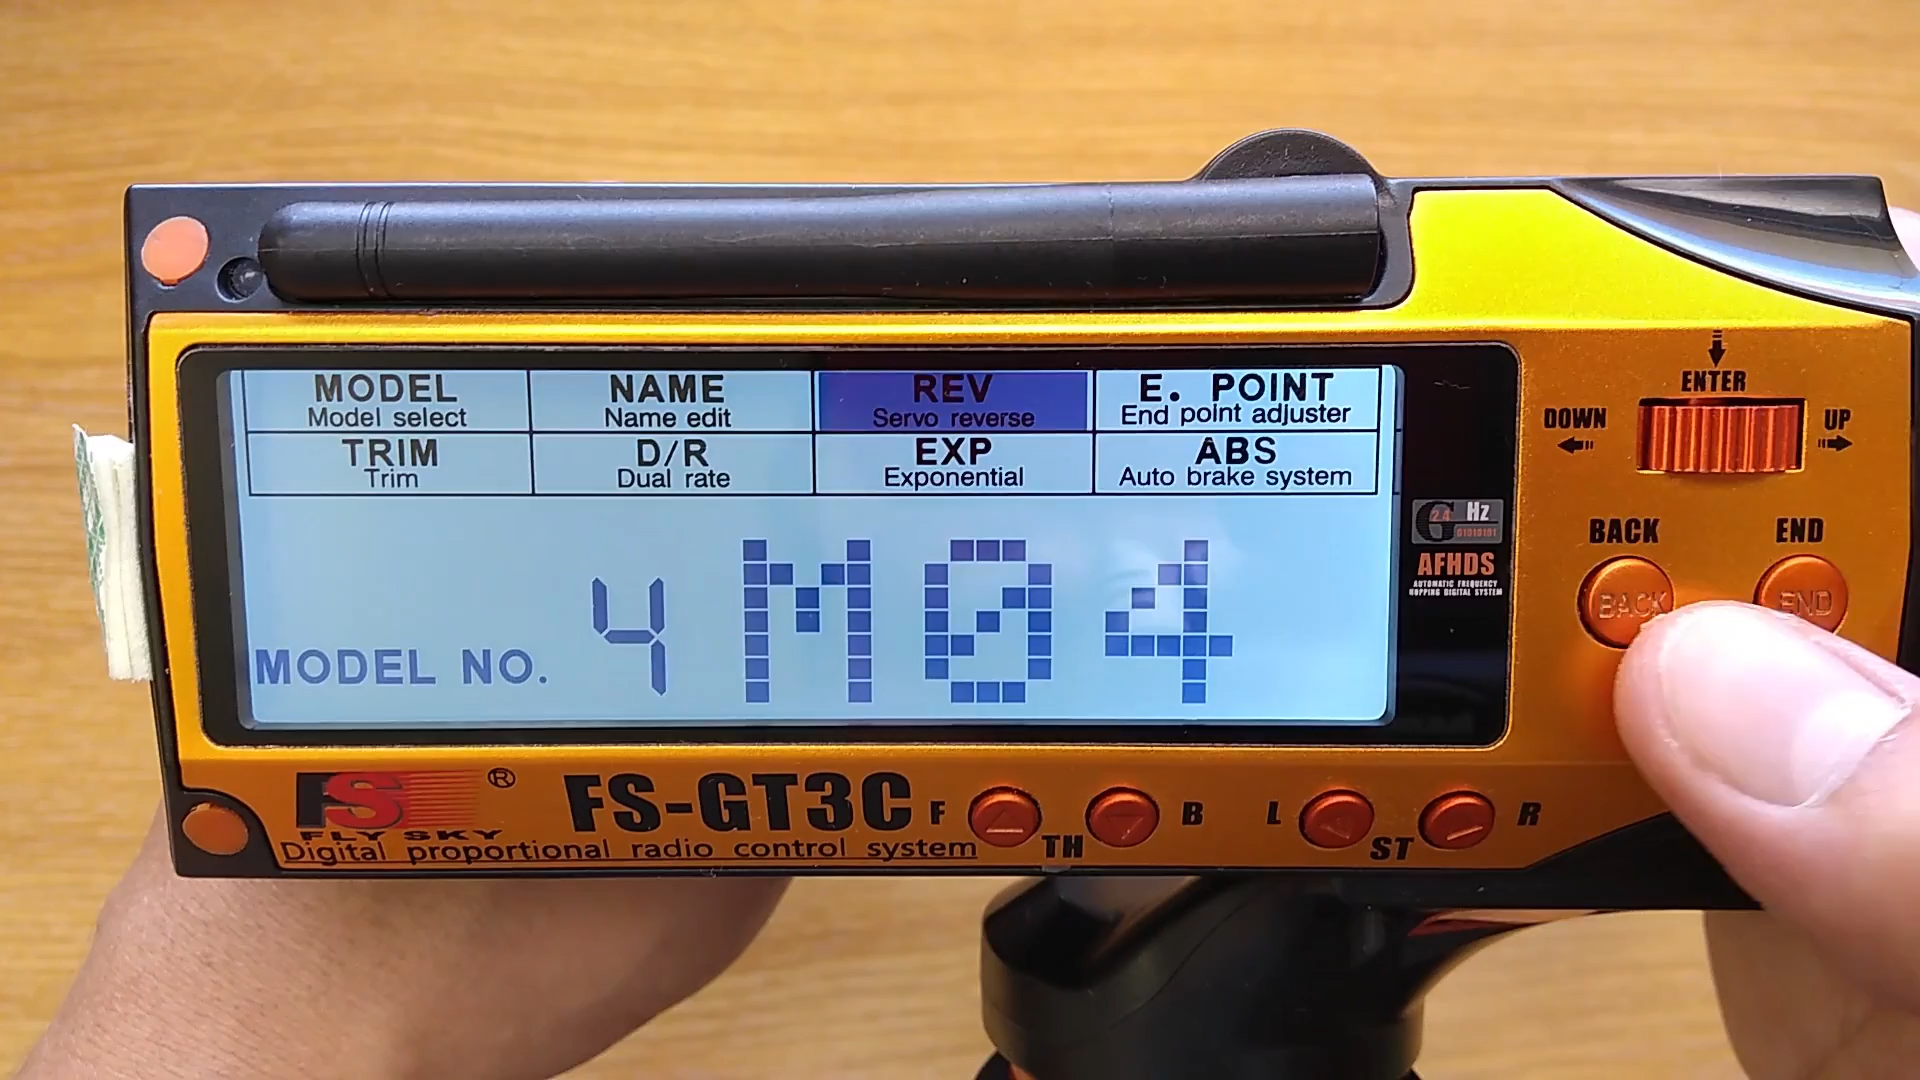 MODEL NAME REV E. POINT
Model select Name edit Servo reverse End point adjuster
TRIM D/R EXP ABS
Trim Dual rate Exponential Auto brake system
MODEL NO. 4 M04
ENTER
DOWN UP
2.4 G Hz
01010101
AFHDS
AUTOMATIC FREQUENCY
HOPPING DIGITAL SYSTEM
BACK END
BACK END
FS ®
FLY SKY
FS-GT3C
Digital proportional radio control system
F TH B L ST R